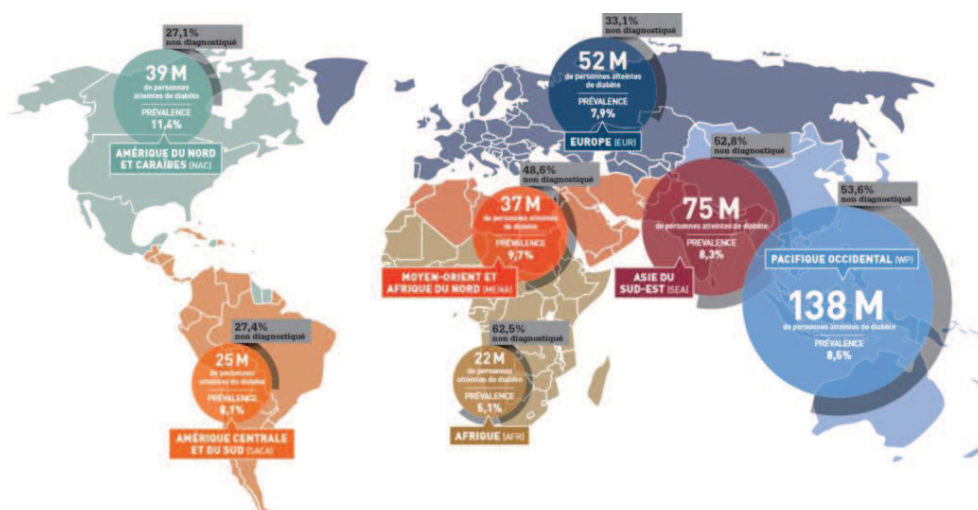 27,1%
non diagnostiqué
39 M
de personnes
atteintes de diabète
PRÉVALENCE
11,4%
AMÉRIQUE DU NORD
ET CARAÏBES (NAC)
33,1%
non diagnostiqué
52 M
de personnes atteintes
de diabète
PRÉVALENCE
7,9%
EUROPE (EUR)
48,6%
non diagnostiqué
37 M
de personnes atteintes
de diabète
PRÉVALENCE
9,7%
MOYEN-ORIENT ET
AFRIQUE DU NORD (MENA)
52,8%
non diagnostiqué
75 M
de personnes atteintes de diabète
PRÉVALENCE
8,3%
ASIE DU
SUD-EST (SEA)
53,6%
non diagnostiqué
PACIFIQUE OCCIDENTAL (WP)
138 M
de personnes atteintes de diabète
PRÉVALENCE
8,5%
27,4%
non diagnostiqué
25 M
de personnes
atteintes de diabète
PRÉVALENCE
8,1%
AMÉRIQUE CENTRALE
ET DU SUD (SACA)
62,5%
non diagnostiqué
22 M
de personnes
atteintes de diabète
PRÉVALENCE
5,1%
AFRIQUE (AFR)